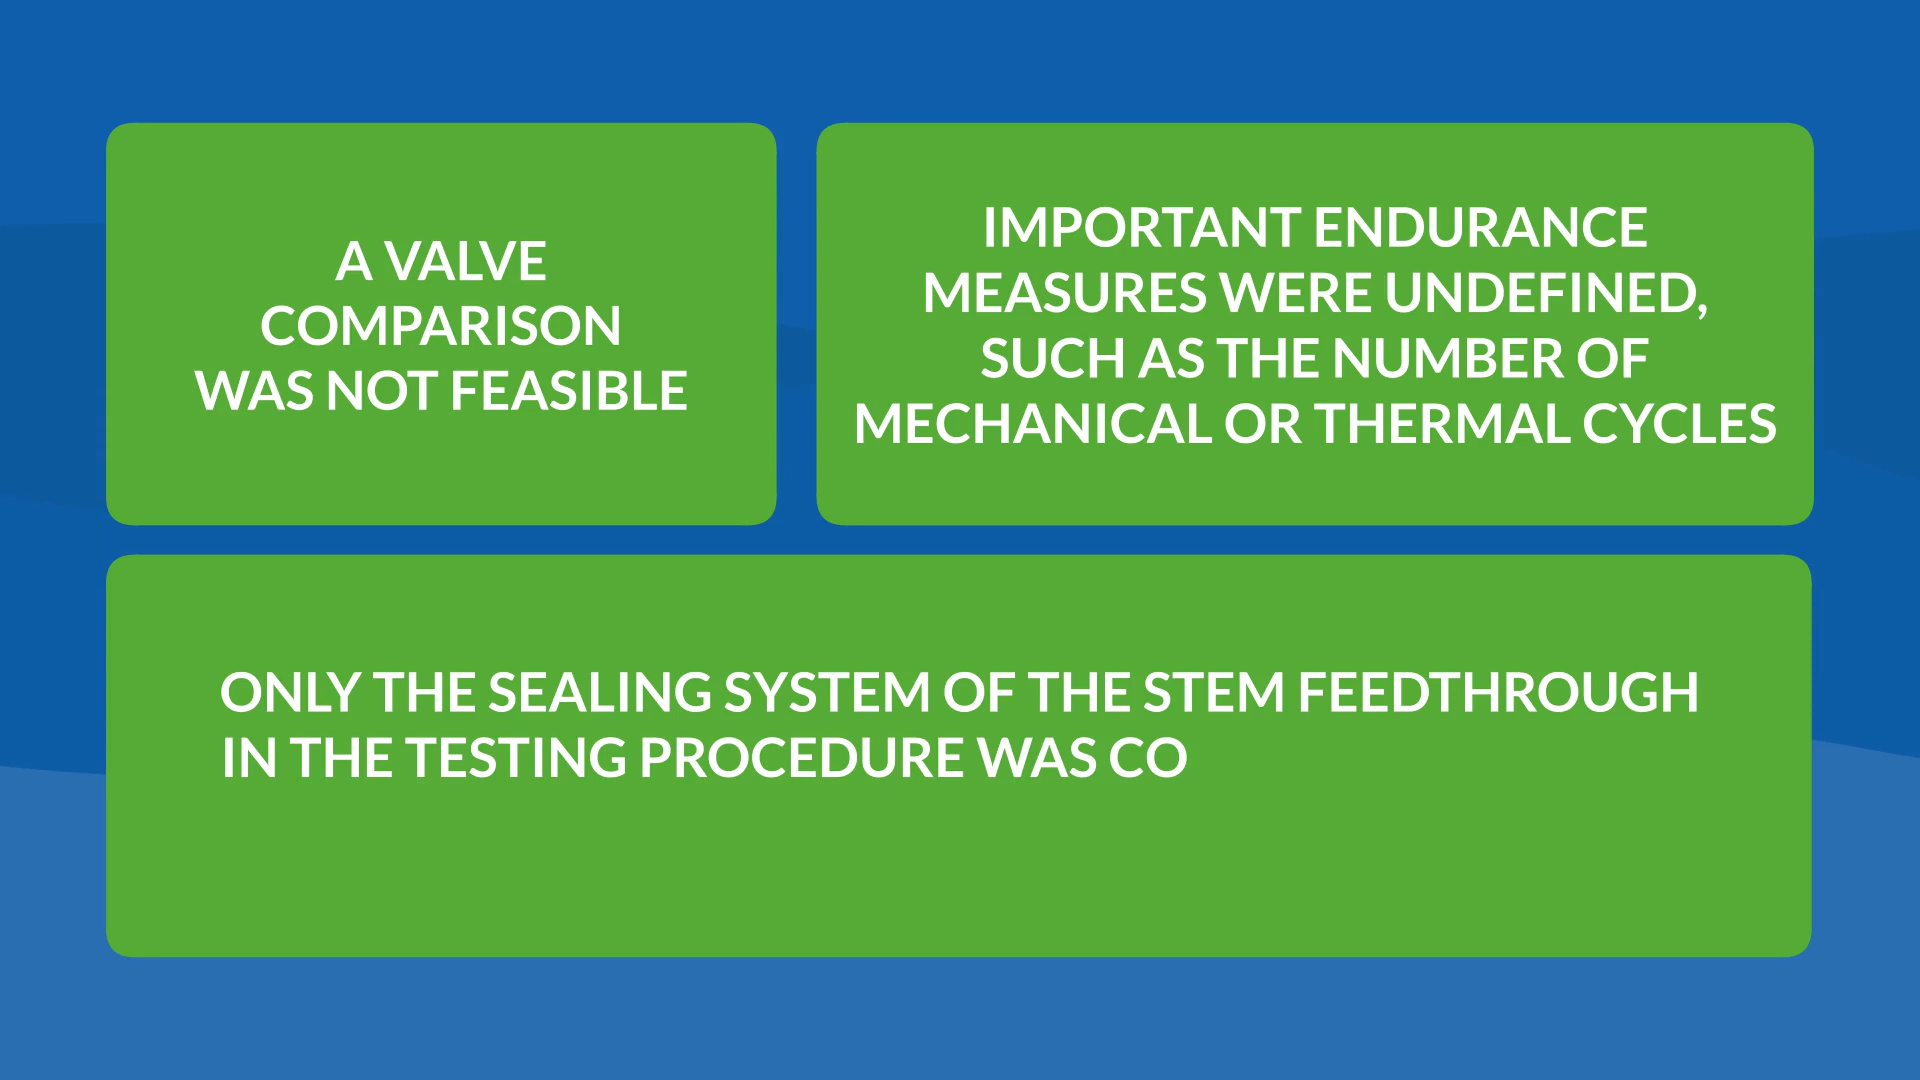 A VALVE
COMPARISON
WAS NOT FEASIBLE
IMPORTANT ENDURANCE
MEASURES WERE UNDEFINED,
SUCH AS THE NUMBER OF
MECHANICAL OR THERMAL CYCLES
ONLY THE SEALING SYSTEM OF THE STEM FEEDTHROUGH
IN THE TESTING PROCEDURE WAS CO